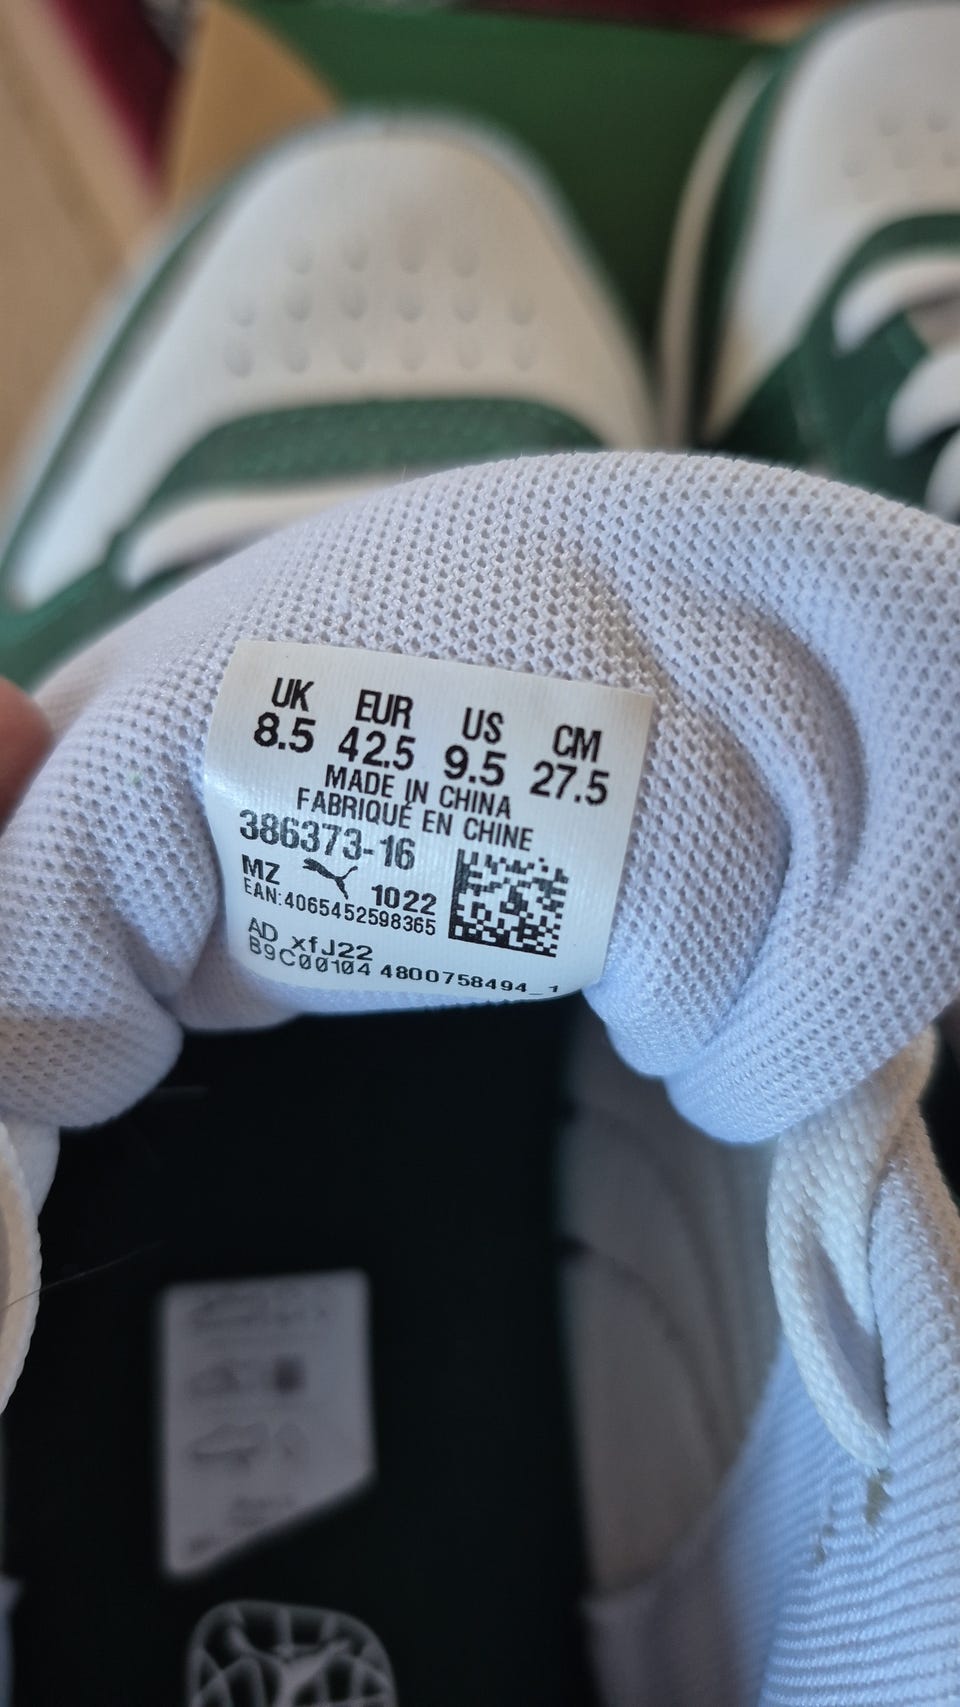 UK EUR US CM
8.5 42.5 9.5 27.5
MADE IN CHINA
FABRIQUÉ EN CHINE
386373-16
MZ 1022
EAN:4065452598365
AD xfJ22
B9C00104 4800758494_1